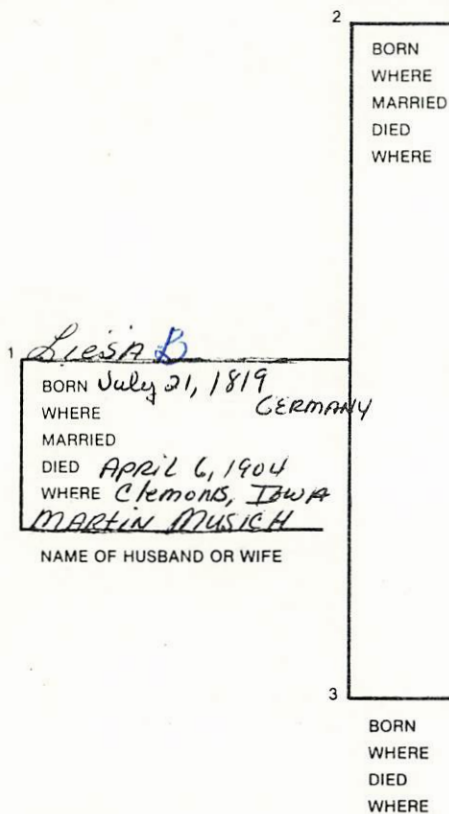 2
BORN
WHERE
MARRIED
DIED
WHERE
1 Liesa B
BORN July 21, 1819
WHERE GERMANY
MARRIED
DIED APRIL 6, 1904
WHERE Clemons, IOWA
MARTIN MUSICH
NAME OF HUSBAND OR WIFE
3
BORN
WHERE
DIED
WHERE